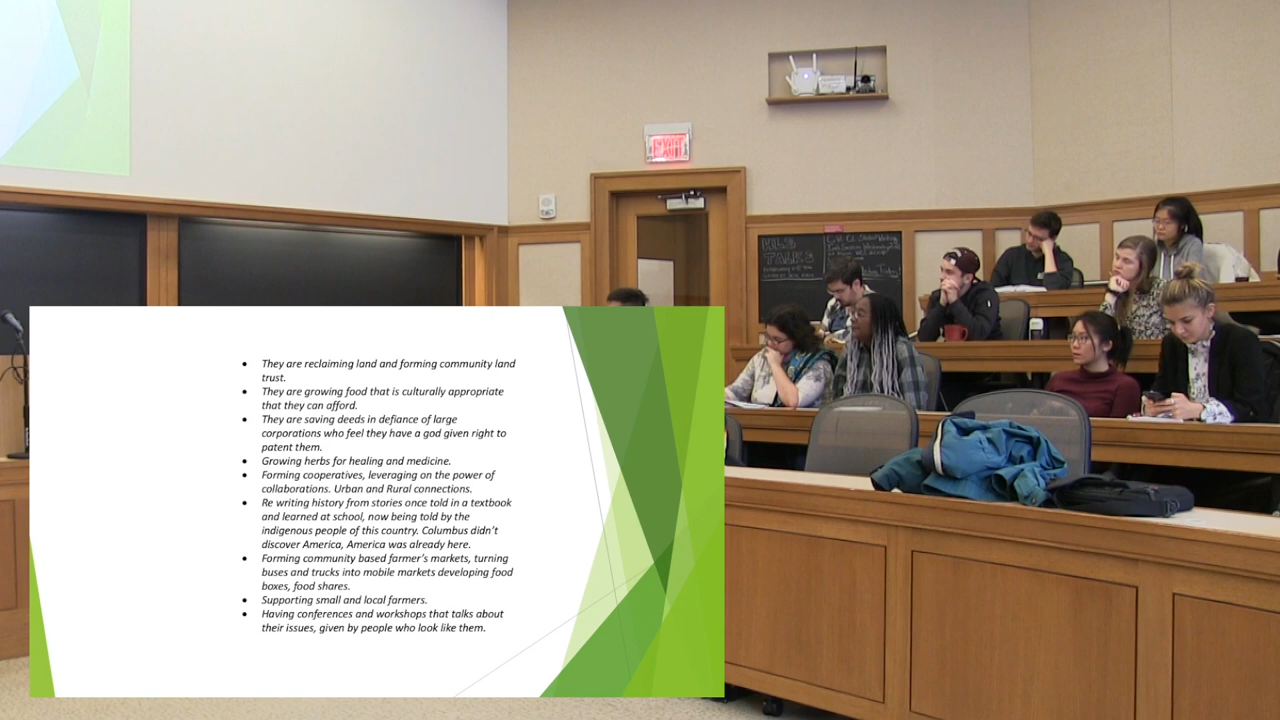 EXIT
HLS
TALKS
• They are reclaiming land and forming community land
trust.
• They are growing food that is culturally appropriate
that they can afford.
• They are saving deeds in defiance of large
corporations who feel they have a god given right to
patent them.
• Growing herbs for healing and medicine.
• Forming cooperatives, leveraging on the power of
collaborations. Urban and Rural connections.
• Re writing history from stories once told in a textbook
and learned at school, now being told by the
indigenous people of this country. Columbus didn't
discover America, America was already here.
• Forming community based farmer's markets, turning
buses and trucks into mobile markets developing food
boxes, food shares.
• Supporting small and local farmers.
• Having conferences and workshops that talks about
their issues, given by people who look like them.